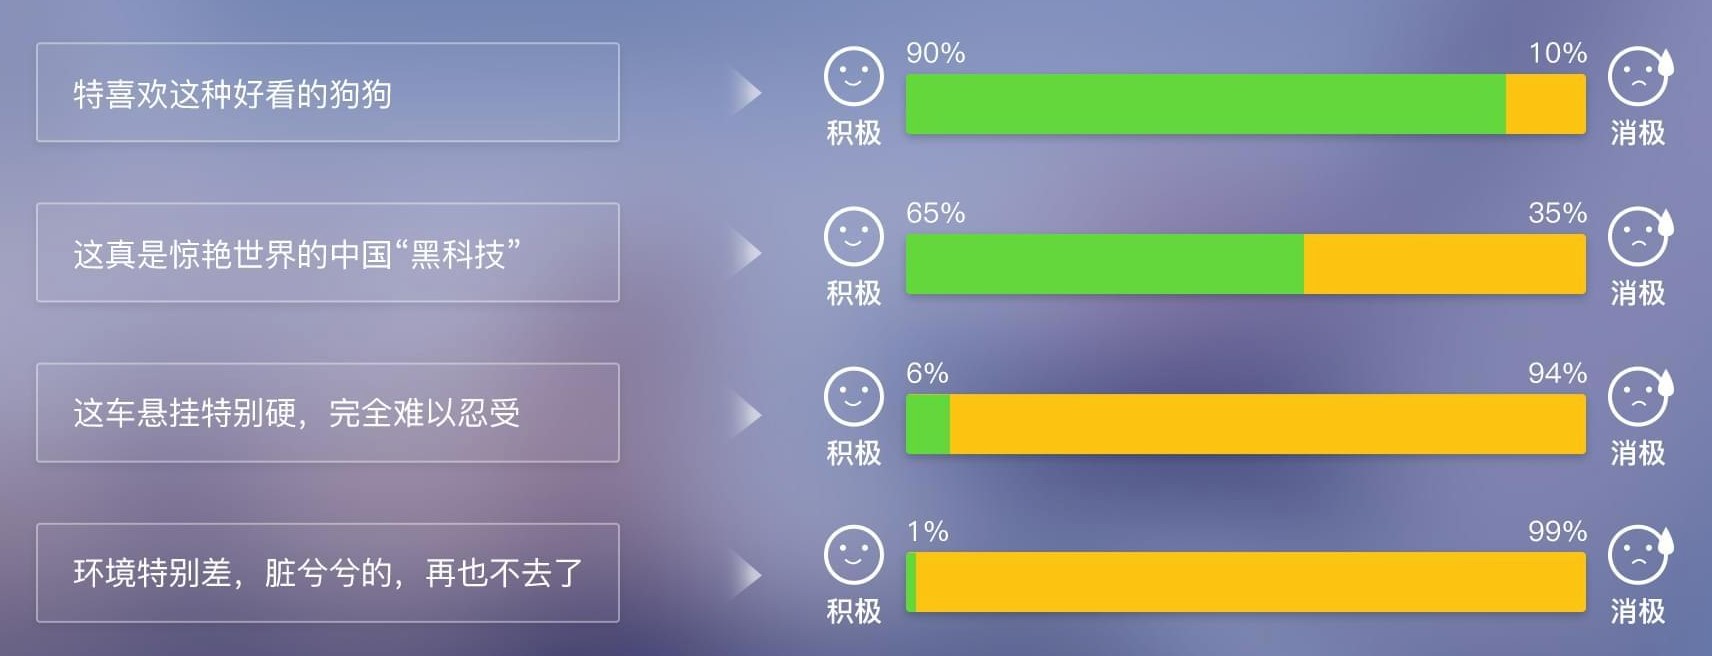 特喜欢这种好看的狗狗
90%
10%
积极
消极
这真是惊艳世界的中国“黑科技”
65%
35%
积极
消极
这车悬挂特别硬，完全难以忍受
6%
94%
积极
消极
环境特别差，脏兮兮的，再也不去了
1%
99%
积极
消极